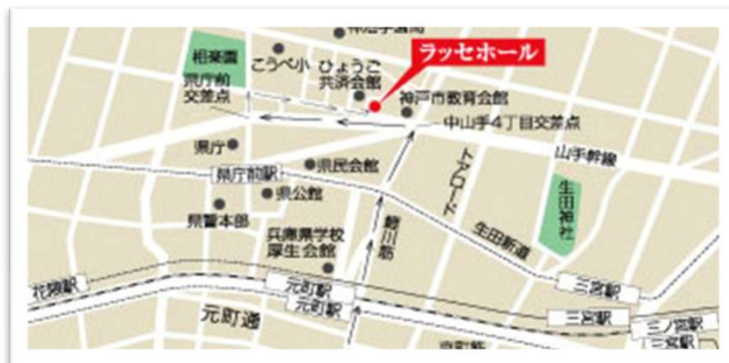 ラッセホール
相楽園
こうべ小
ひょうご
共済会館
県庁前
交差点
神戸市教育会館
中山手4丁目交差点
山手幹線
県庁
県民会館
県庁前駅
県公館
県警本部
トアロード
生田神社
生田新道
鯉川筋
兵庫県学校
厚生会館
花隈駅
元町駅
元町駅
三宮駅
三宮駅
三ノ宮駅
三宮駅
元町通